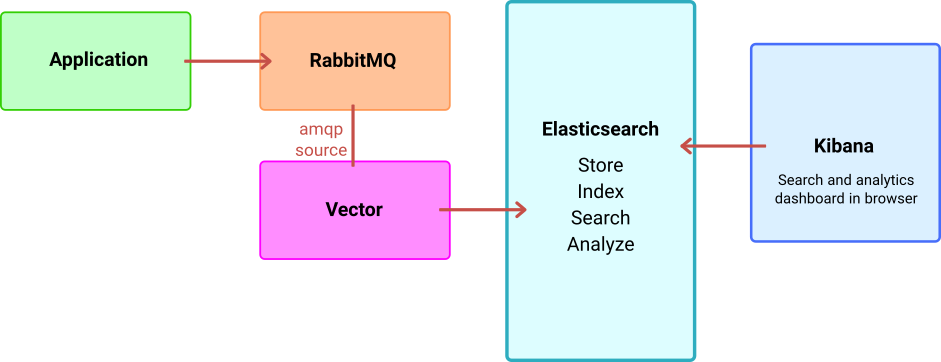 Application
RabbitMQ
amqp
source
Vector
Elasticsearch
Store
Index
Search
Analyze
Kibana
Search and analytics
dashboard in browser